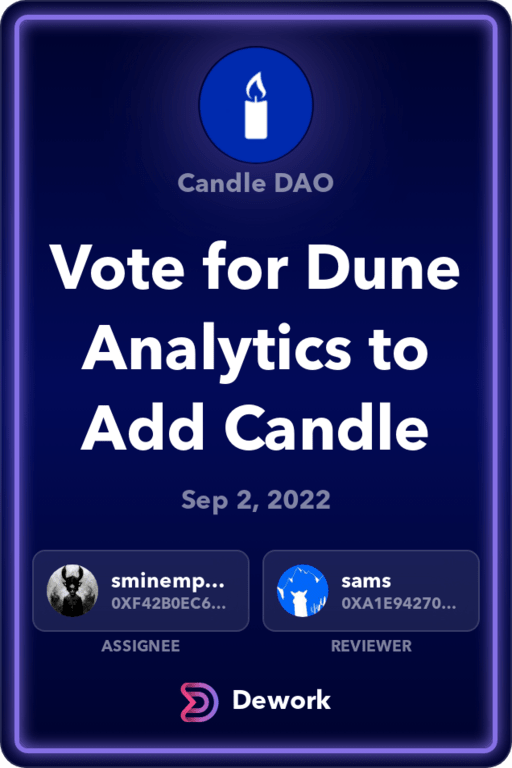 Candle DAO
Vote for Dune
Analytics to
Add Candle
Sep 2, 2022
sminemp...
0XF42B0EC6...
ASSIGNEE
sams
0XA1E94270...
REVIEWER
Dework